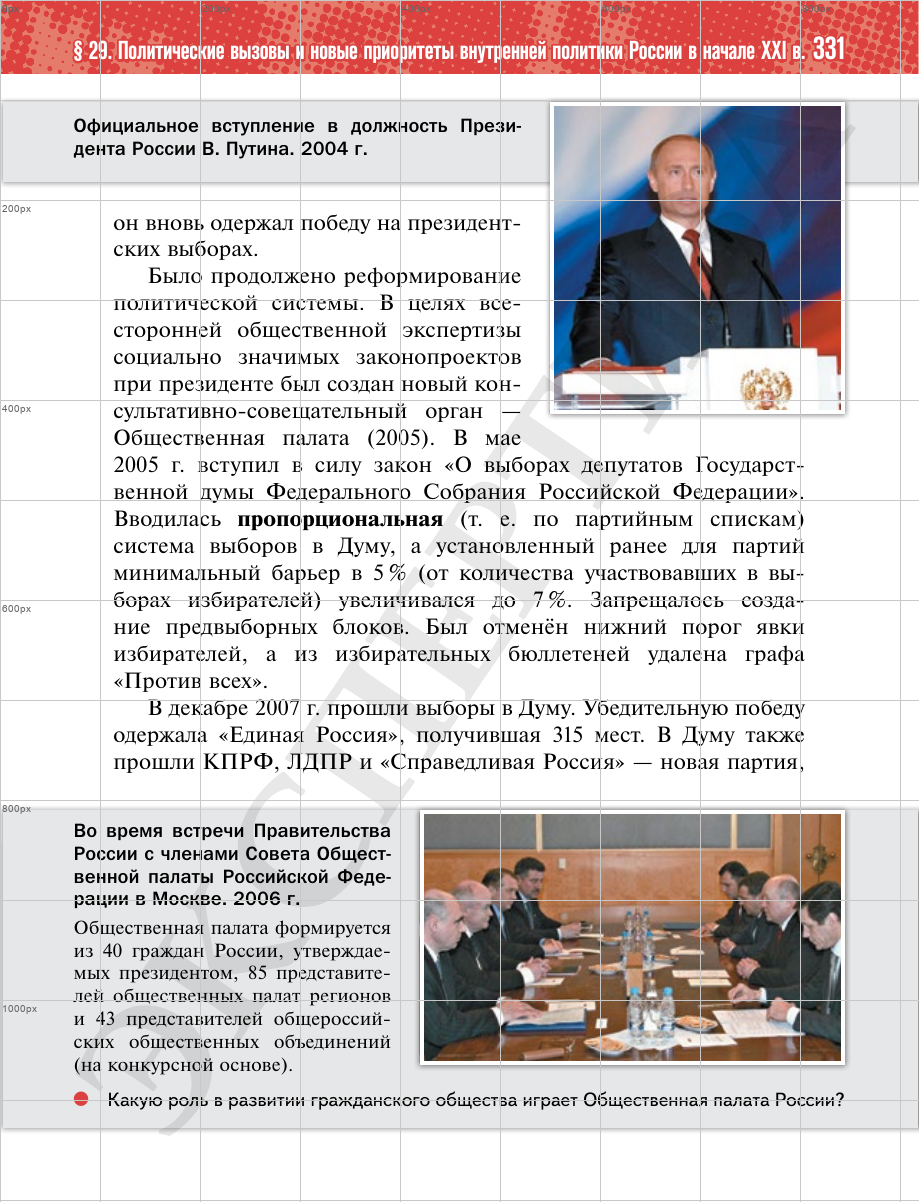 § 29. Политические вызовы и новые приоритеты внутренней политики России в начале XXI в. 331
Официальное вступление в должность Прези-
дента России В. Путина. 2004 г.
200px
он вновь одержал победу на президент-
ских выборах.
Было продолжено реформирование
политической системы. В целях все-
сторонней общественной экспертизы
социально значимых законопроектов
при президенте был создан новый кон-
сультативно-совещательный орган —
400px
Общественная палата (2005). В мае
2005 г. вступил в силу закон «О выборах депутатов Государст-
венной думы Федерального Собрания Российской Федерации».
Вводилась пропорциональная (т. е. по партийным спискам)
система выборов в Думу, а установленный ранее для партий
минимальный барьер в 5 % (от количества участвовавших в вы-
борах избирателей) увеличивался до 7 %. Запрещалось созда-
600px
ние предвыборных блоков. Был отменён нижний порог явки
избирателей, а из избирательных бюллетеней удалена графа
«Против всех».
В декабре 2007 г. прошли выборы в Думу. Убедительную победу
одержала «Единая Россия», получившая 315 мест. В Думу также
прошли КПРФ, ЛДПР и «Справедливая Россия» — новая партия,
800px
Во время встречи Правительства
России с членами Совета Общест-
венной палаты Российской Феде-
рации в Москве. 2006 г.
Общественная палата формируется
из 40 граждан России, утверждае-
мых президентом, 85 представите-
лей общественных палат регионов
1000px
и 43 представителей общероссий-
ских общественных объединений
(на конкурсной основе).
Какую роль в развитии гражданского общества играет Общественная палата России?
ЭКСПЕРТИЗА